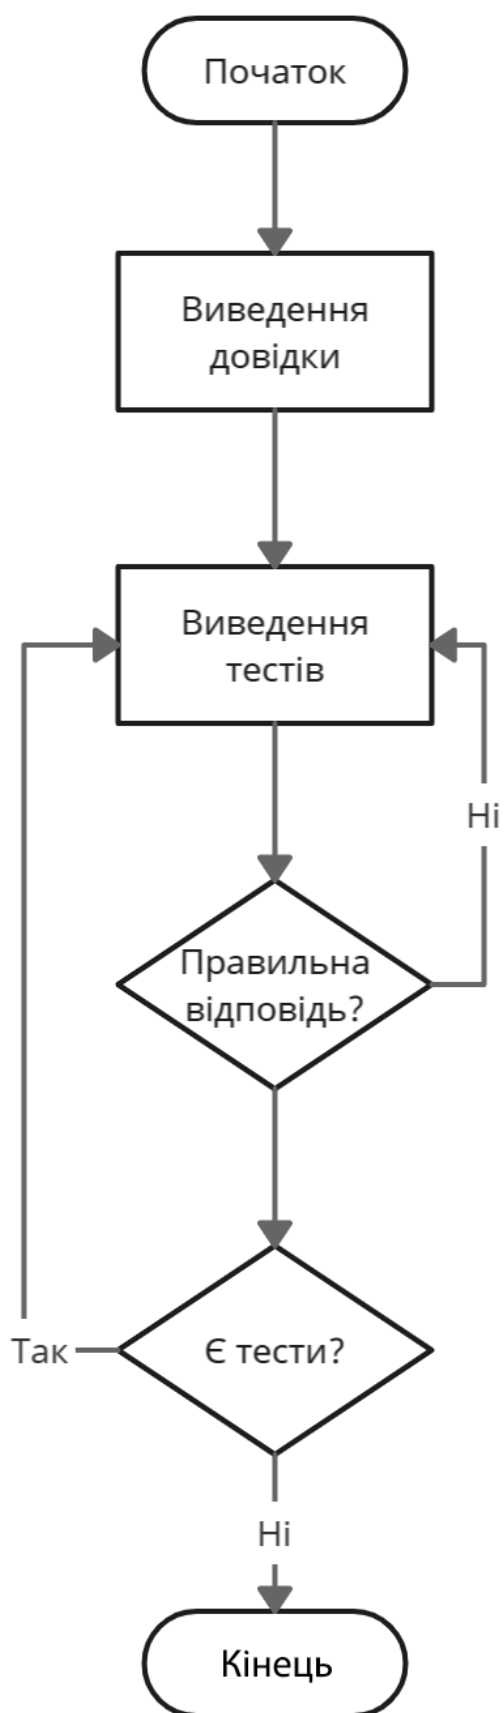 Початок
Виведення
довідки
Виведення
тестів
Ні
Правильна
відповідь?
Так
Є тести?
Ні
Кінець